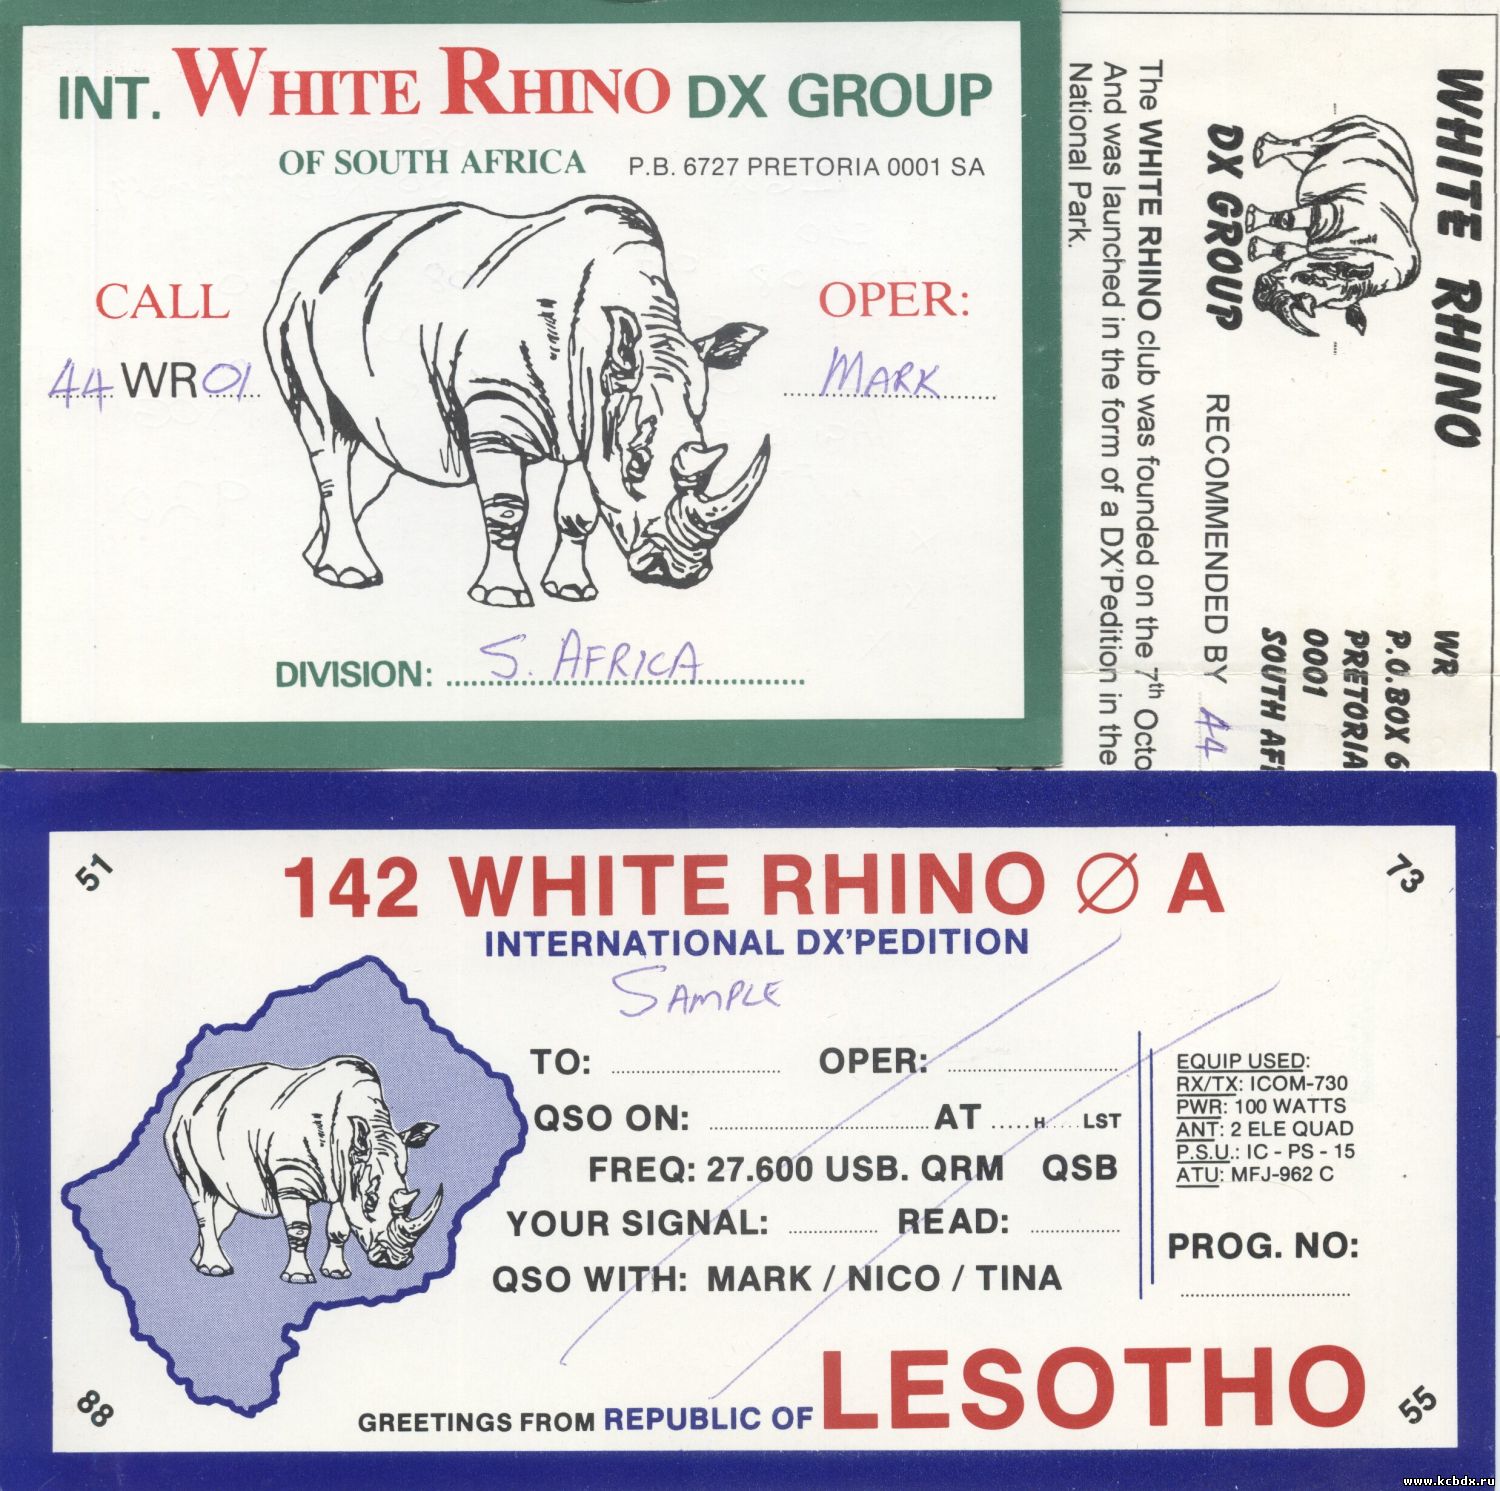 INT. WHITE RHINO DX GROUP
OF SOUTH AFRICA P.B. 6727 PRETORIA 0001 SA
CALL OPER:
44 WR 01 MARK
DIVISION: S. AFRICA
WHITE RHINO
DX GROUP
WR
P.O.BOX 6
PRETORIA
0001
SOUTH AF
RECOMMENDED BY 44
The WHITE RHINO club was founded on the 7th Octo
And was launched in the form of a DX'Pedition in the
National Park.
51 73
142 WHITE RHINO Ø A
INTERNATIONAL DX'PEDITION
SAMPLE
TO: OPER:
QSO ON: AT H LST
FREQ: 27.600 USB. QRM QSB
YOUR SIGNAL: READ:
QSO WITH: MARK / NICO / TINA
EQUIP USED:
RX/TX: ICOM-730
PWR: 100 WATTS
ANT: 2 ELE QUAD
P.S.U.: IC - PS - 15
ATU: MFJ-962 C
PROG. NO:
GREETINGS FROM REPUBLIC OF LESOTHO
88 55
www.kcbdx.ru